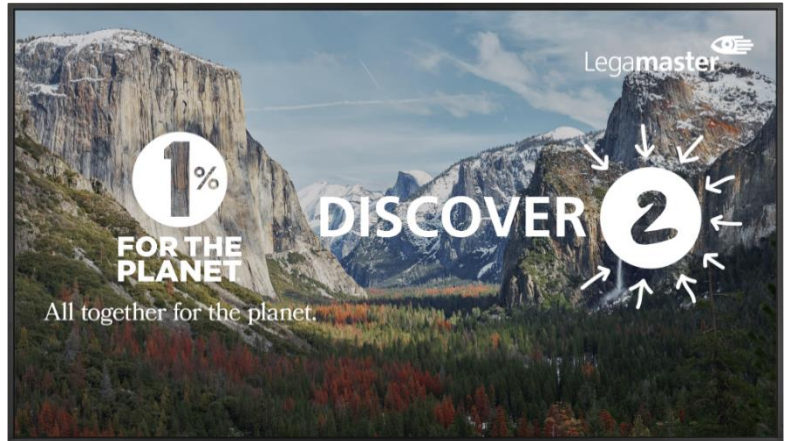 Legamaster
1%
FOR THE
PLANET
DISCOVER 2
All together for the planet.